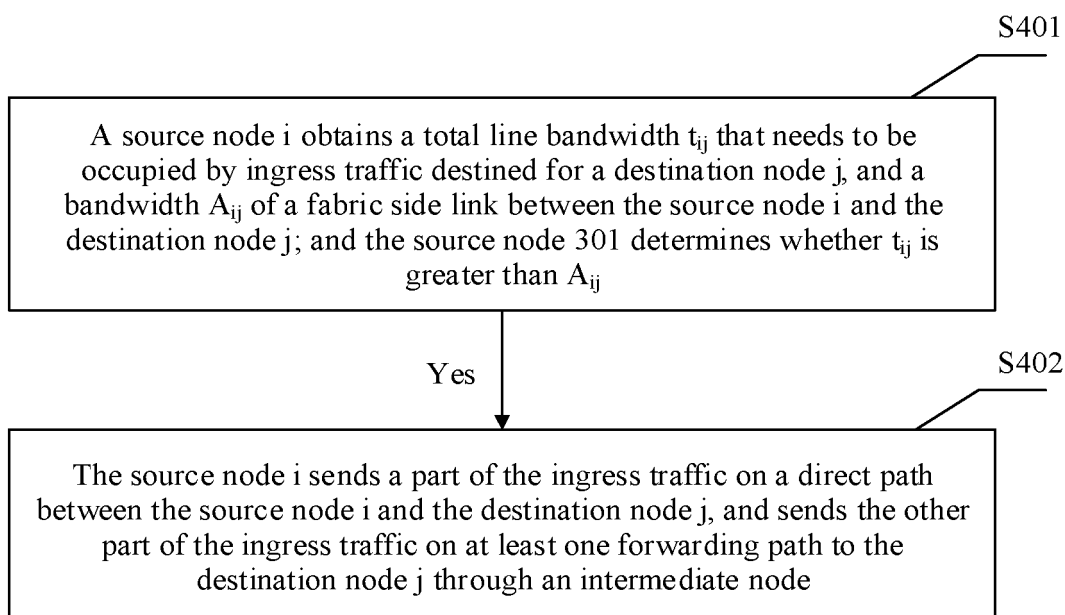 S401
A source node i obtains a total line bandwidth tij that needs to be
occupied by ingress traffic destined for a destination node j, and a
bandwidth Aij of a fabric side link between the source node i and the
destination node j; and the source node 301 determines whether tij is
greater than Aij
Yes
S402
The source node i sends a part of the ingress traffic on a direct path
between the source node i and the destination node j, and sends the other
part of the ingress traffic on at least one forwarding path to the
destination node j through an intermediate node